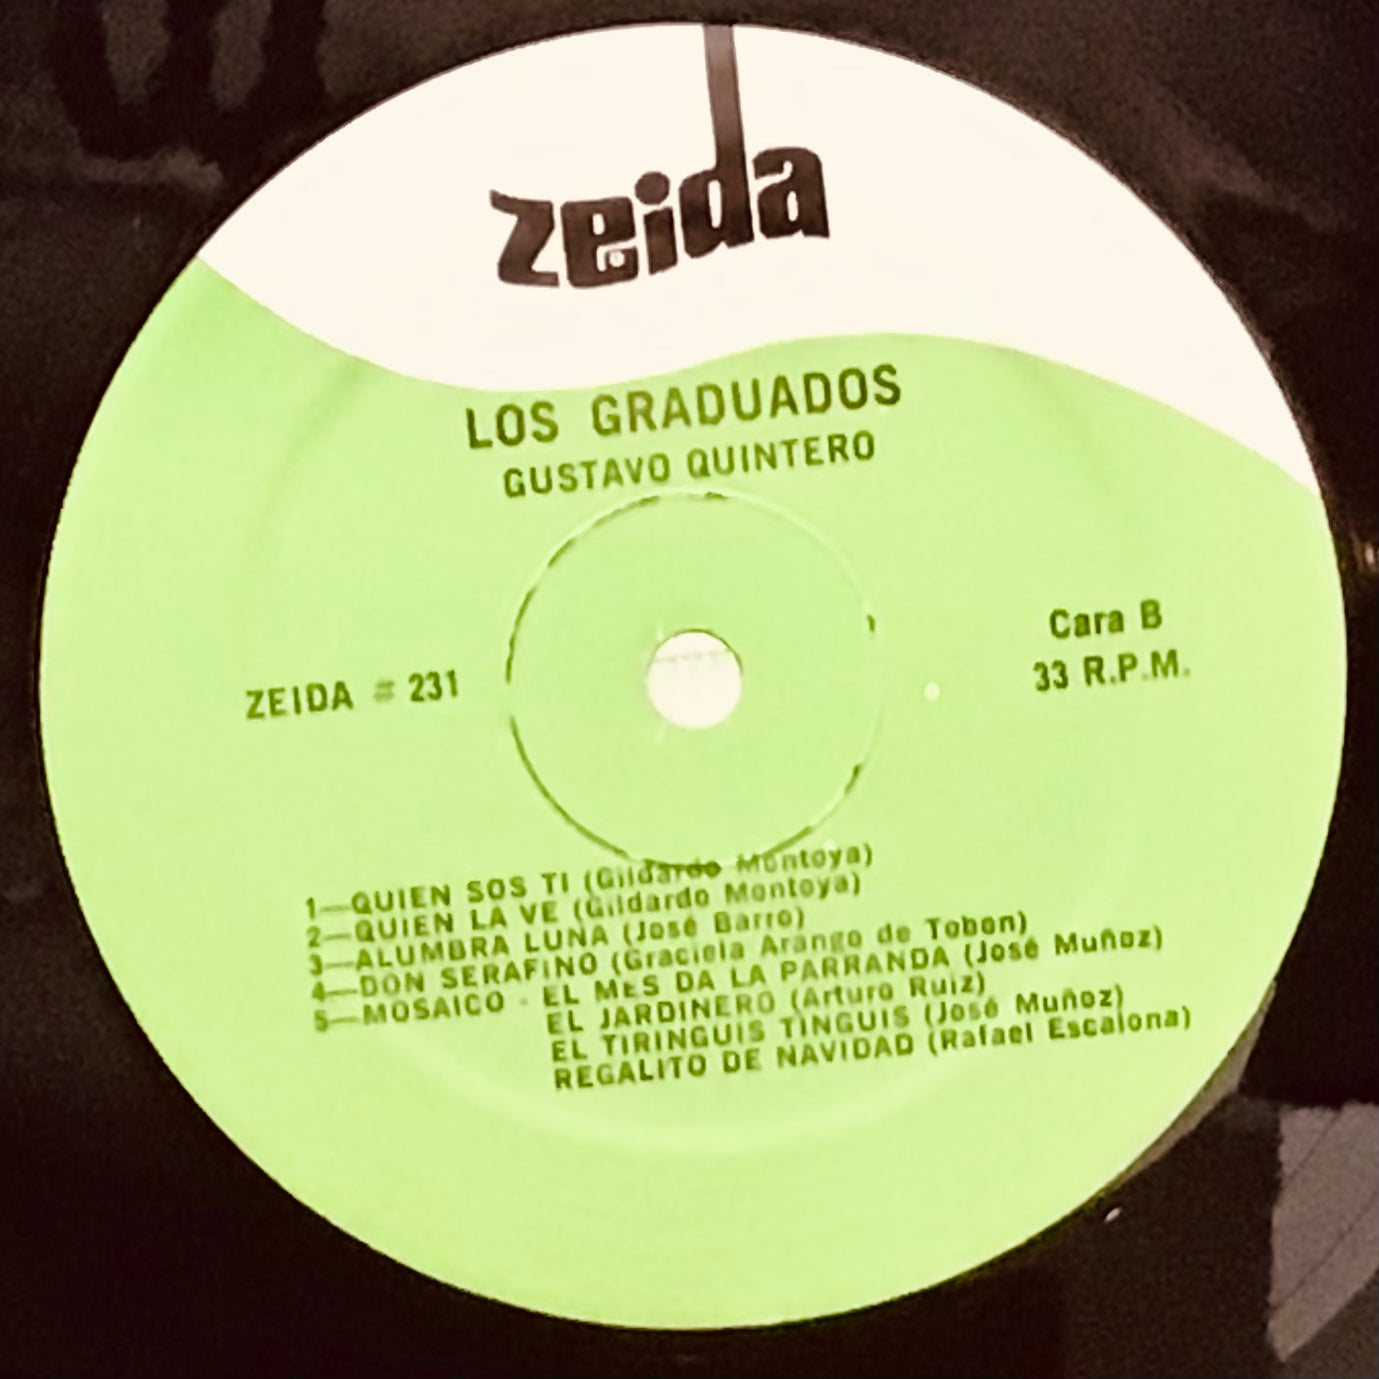 zeida
LOS GRADUADOS
GUSTAVO QUINTERO
Cara B
33 R.P.M.
ZEIDA # 231
1—QUIEN SOS TI (Gildardo Montoya)
2—QUIEN LA VE (Gildardo Montoya)
3—ALUMBRA LUNA (José Barro)
4—DON SERAFINO (Graciela Arango de Tobon)
5—MOSAICO - EL MES DA LA PARRANDA (José Muñoz)
EL JARDINERO (Arturo Ruiz)
EL TIRINGUIS TINGUIS (José Muñoz)
REGALITO DE NAVIDAD (Rafael Escalona)